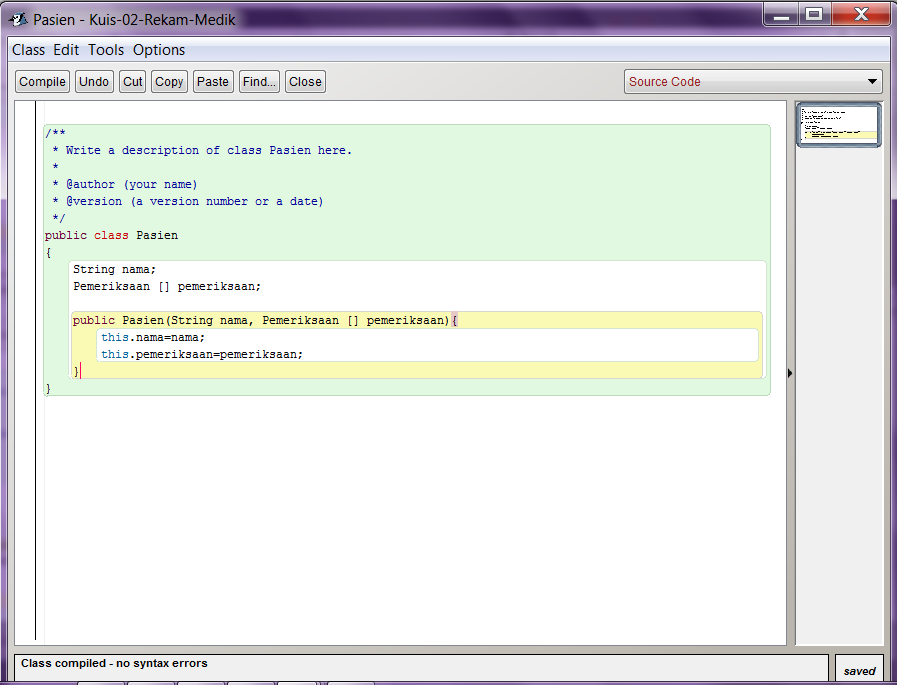 Pasien - Kuis-02-Rekam-Medik
Class Edit Tools Options
Compile Undo Cut Copy Paste Find... Close Source Code
/**
 * Write a description of class Pasien here.
 *
 * @author (your name)
 * @version (a version number or a date)
 */
public class Pasien
{
    String nama;
    Pemeriksaan [] pemeriksaan;
    public Pasien(String nama, Pemeriksaan [] pemeriksaan){
        this.nama=nama;
        this.pemeriksaan=pemeriksaan;
    }
}
Class compiled - no syntax errors
saved